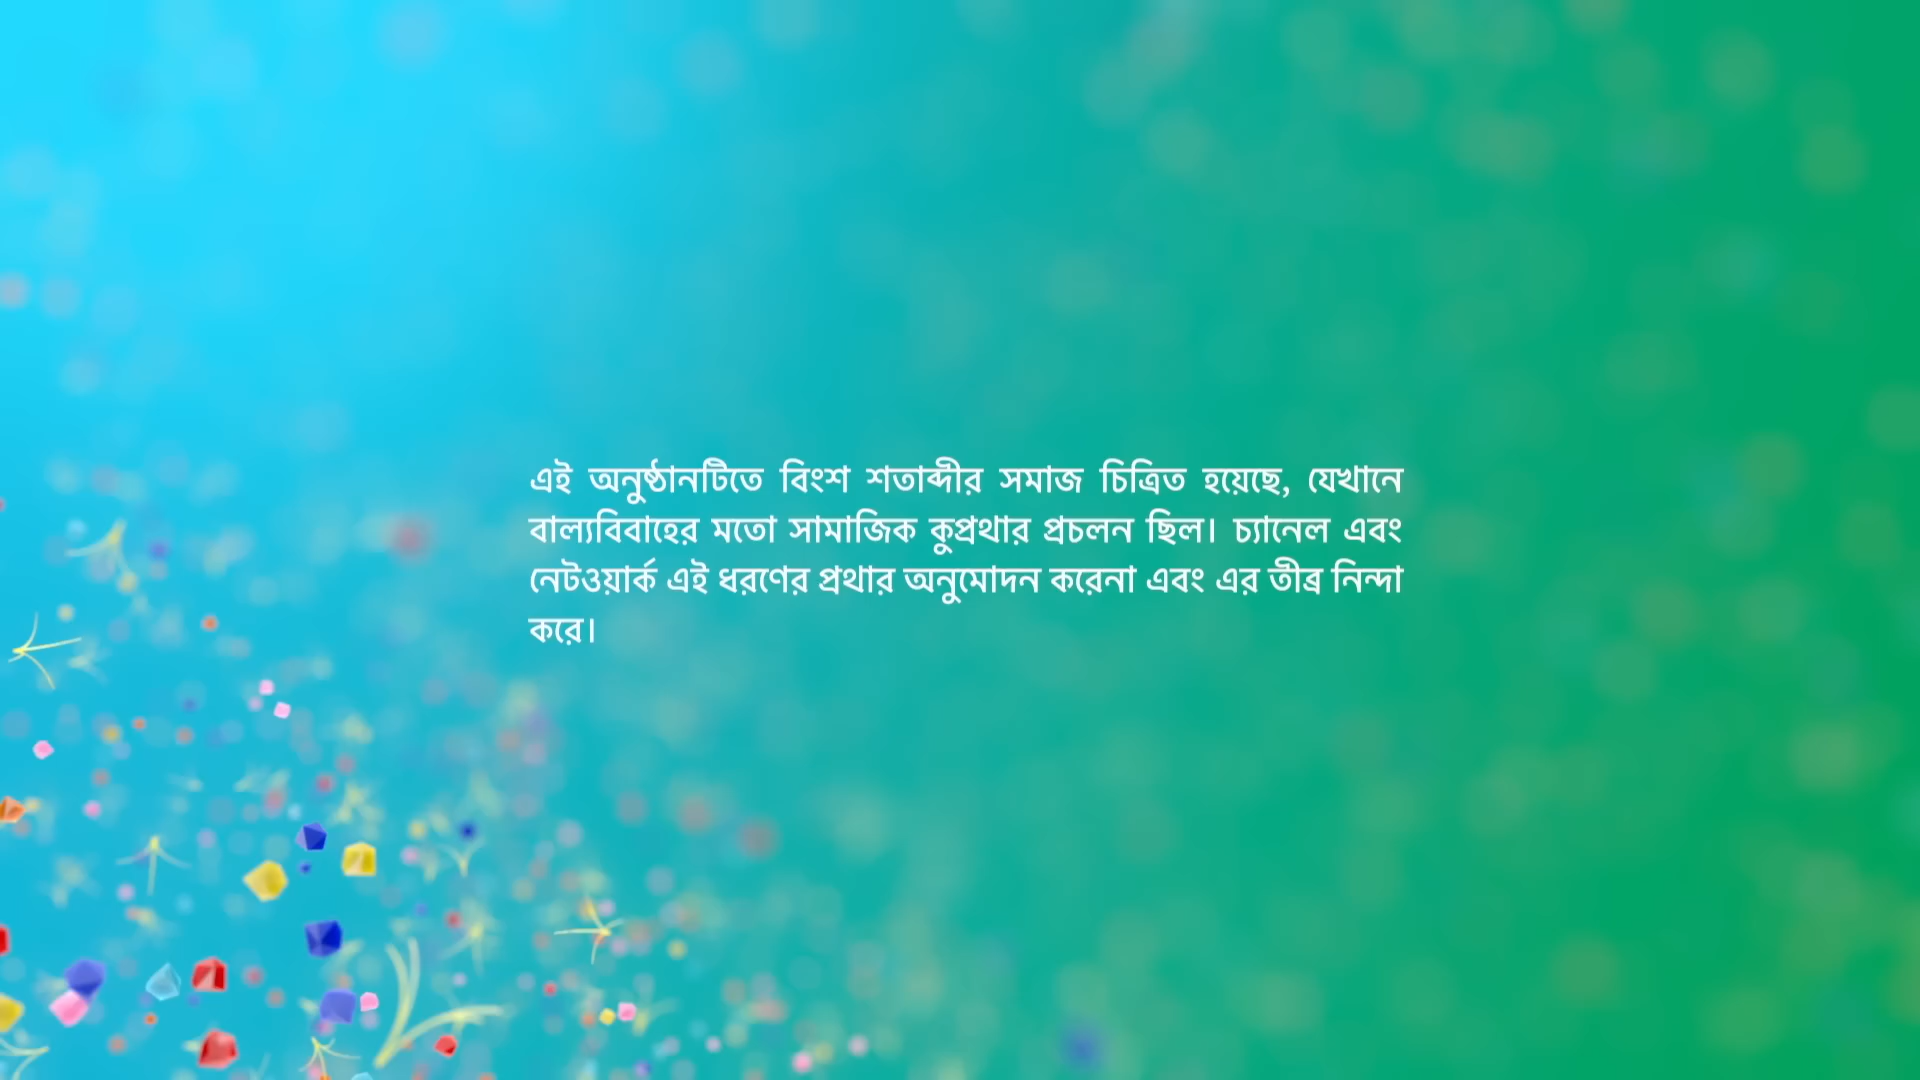 এই অনুষ্ঠানটিতে বিংশ শতাব্দীর সমাজ চিত্রিত হয়েছে, যেখানে
বাল্যবিবাহের মতো সামাজিক কুপ্রথার প্রচলন ছিল। চ্যানেল এবং
নেটওয়ার্ক এই ধরণের প্রথার অনুমোদন করেনা এবং এর তীব্র নিন্দা
করে।